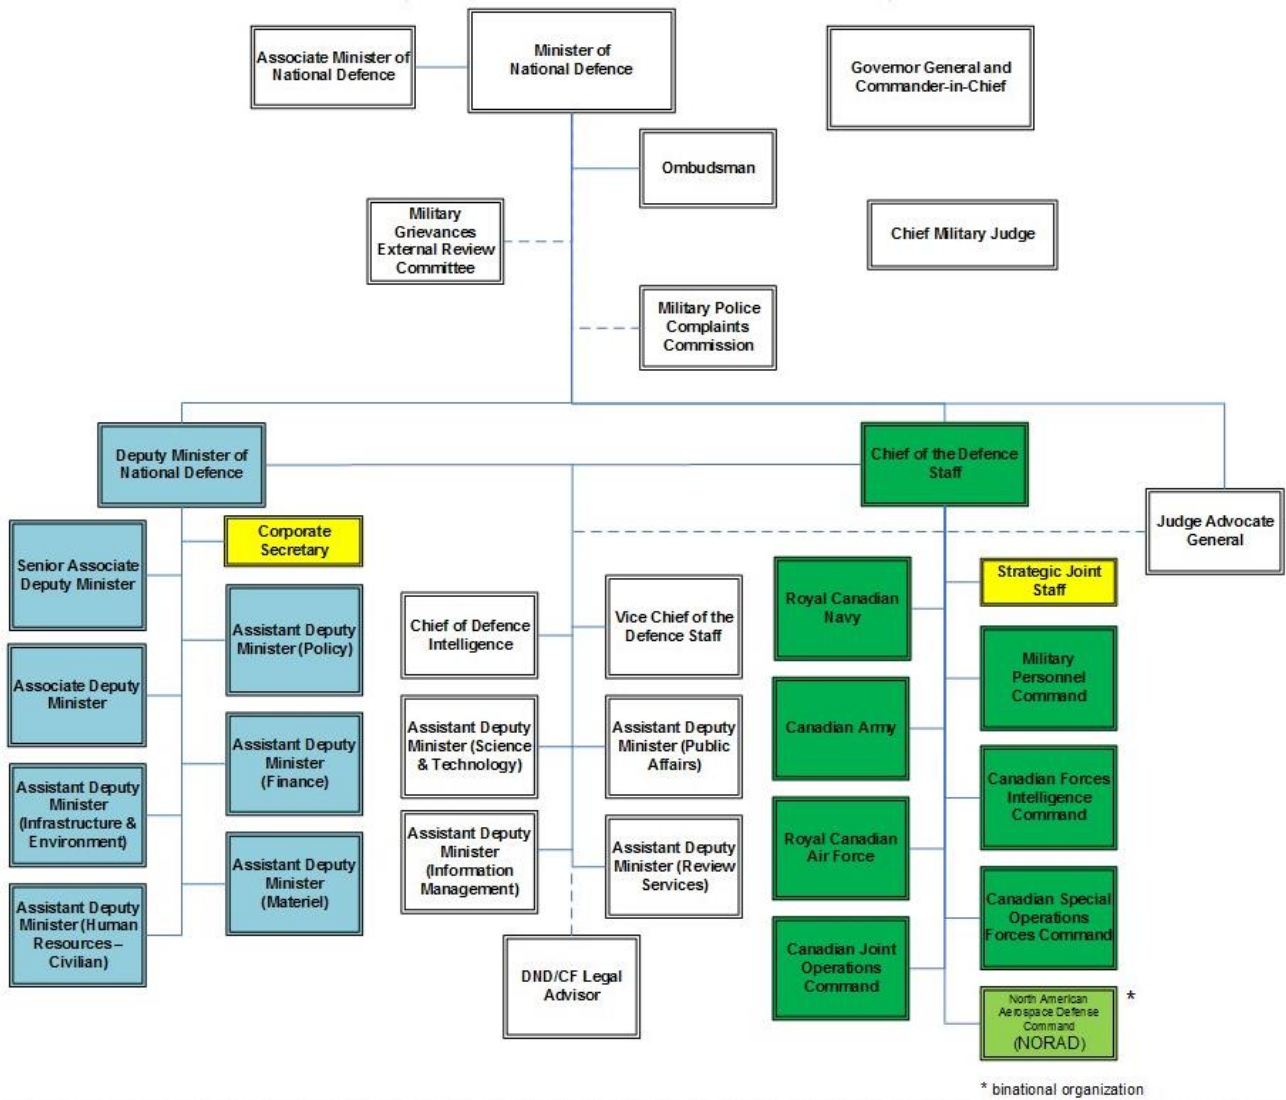 Associate Minister of
National Defence
Minister of
National Defence
Governor General and
Commander-in-Chief
Ombudsman
Military
Grievances
External Review
Committee
Chief Military Judge
Military Police
Complaints
Commission
Deputy Minister of
National Defence
Chief of the Defence
Staff
Judge Advocate
General
Corporate
Secretary
Senior Associate
Deputy Minister
Assistant Deputy
Minister (Policy)
Associate Deputy
Minister
Assistant Deputy
Minister
(Finance)
Assistant Deputy
Minister
(Infrastructure &
Environment)
Assistant Deputy
Minister
(Materiel)
Assistant Deputy
Minister (Human
Resources –
Civilian)
Chief of Defence
Intelligence
Vice Chief of the
Defence Staff
Assistant Deputy
Minister (Science
& Technology)
Assistant Deputy
Minister (Public
Affairs)
Assistant Deputy
Minister
(Information
Management)
Assistant Deputy
Minister (Review
Services)
DND/CF Legal
Advisor
Royal Canadian
Navy
Strategic Joint
Staff
Military
Personnel
Command
Canadian Army
Canadian Forces
Intelligence
Command
Royal Canadian
Air Force
Canadian Special
Operations
Forces Command
Canadian Joint
Operations
Command
North American
Aerospace Defense
Command
(NORAD)
*
* binational organization